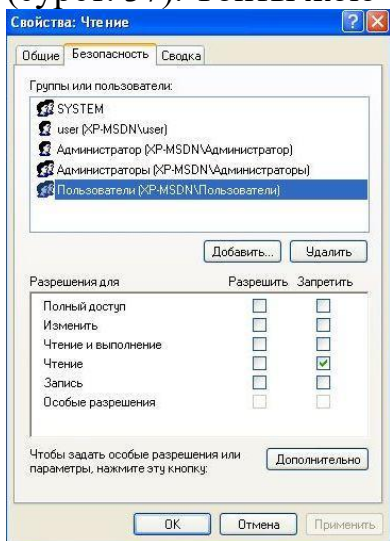 Свойства: Чтение
Общие Безопасность Сводка
Группы или пользователи:
SYSTEM
user (XP-MSDN\user)
Администратор (XP-MSDN\Администратор)
Администраторы (XP-MSDN\Администраторы)
Пользователи (XP-MSDN\Пользователи)
Добавить... Удалить
Разрешения для Разрешить Запретить
Полный доступ
Изменить
Чтение и выполнение
Чтение
Запись
Особые разрешения
Чтобы задать особые разрешения или
параметры, нажмите эту кнопку: Дополнительно
OK Отмена Применить